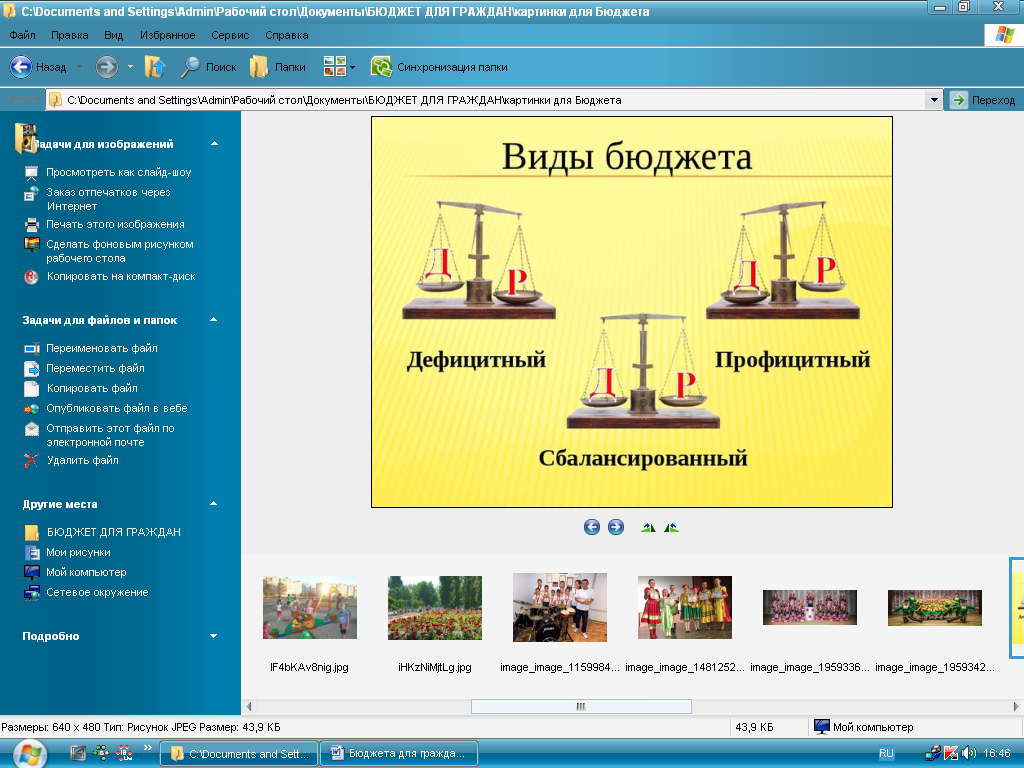 C:\Documents and Settings\Admin\Рабочий стол\Документы\БЮДЖЕТ ДЛЯ ГРАЖДАН\картинки для Бюджета
Файл Правка Вид Избранное Сервис Справка
Назад Поиск Папки Синхронизация папки
C:\Documents and Settings\Admin\Рабочий стол\Документы\БЮДЖЕТ ДЛЯ ГРАЖДАН\картинки для Бюджета Переход
Задачи для изображений
Просмотреть как слайд-шоу
Заказ отпечатков через
Интернет
Печать этого изображения
Сделать фоновым рисунком
рабочего стола
Копировать на компакт-диск
Задачи для файлов и папок
Переименовать файл
Переместить файл
Копировать файл
Опубликовать файл в вебе
Отправить этот файл по
электронной почте
Удалить файл
Другие места
БЮДЖЕТ ДЛЯ ГРАЖДАН
Мои рисунки
Мой компьютер
Сетевое окружение
Подробно
Виды бюджета
Д Р
Д Р
Дефицитный
Профицитный
Д Р
Сбалансированный
IF4bKAv8nig.jpg iHKzNiMjtLg.jpg image_image_1159984... image_image_1481252... image_image_1959336... image_image_1959342...
Размеры: 640 x 480 Тип: Рисунок JPEG Размер: 43,9 КБ 43,9 КБ Мой компьютер
C:\Documents and Sett... Бюджета для гражда... RU 16:46